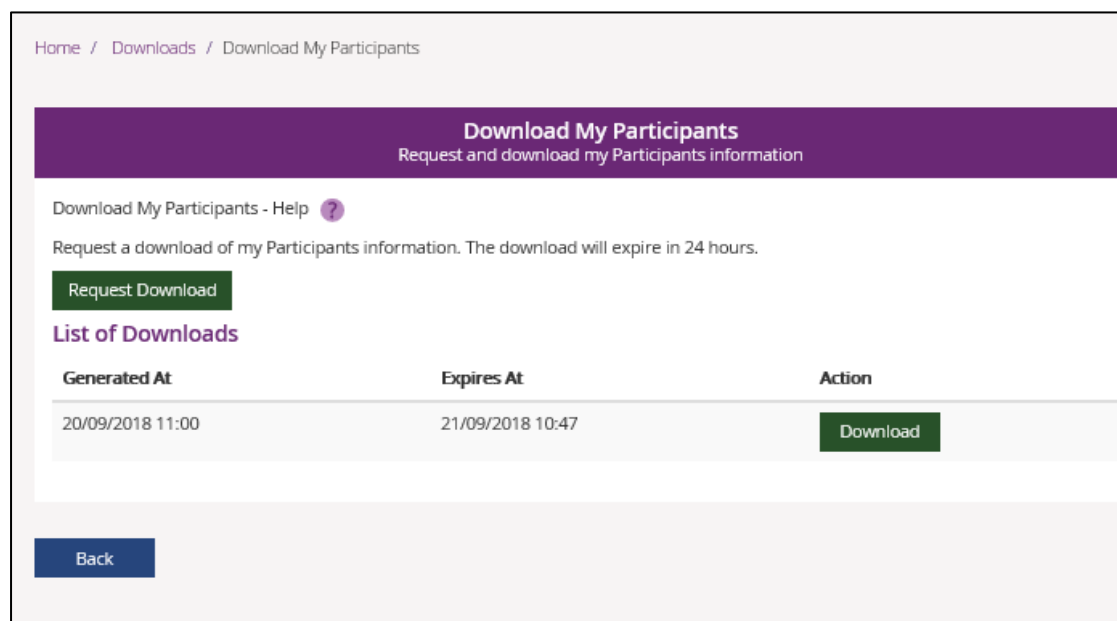 Home / Downloads / Download My Participants
Download My Participants
Request and download my Participants information
Download My Participants - Help ?
Request a download of my Participants information. The download will expire in 24 hours.
Request Download
List of Downloads
Generated At Expires At Action
20/09/2018 11:00 21/09/2018 10:47 Download
Back